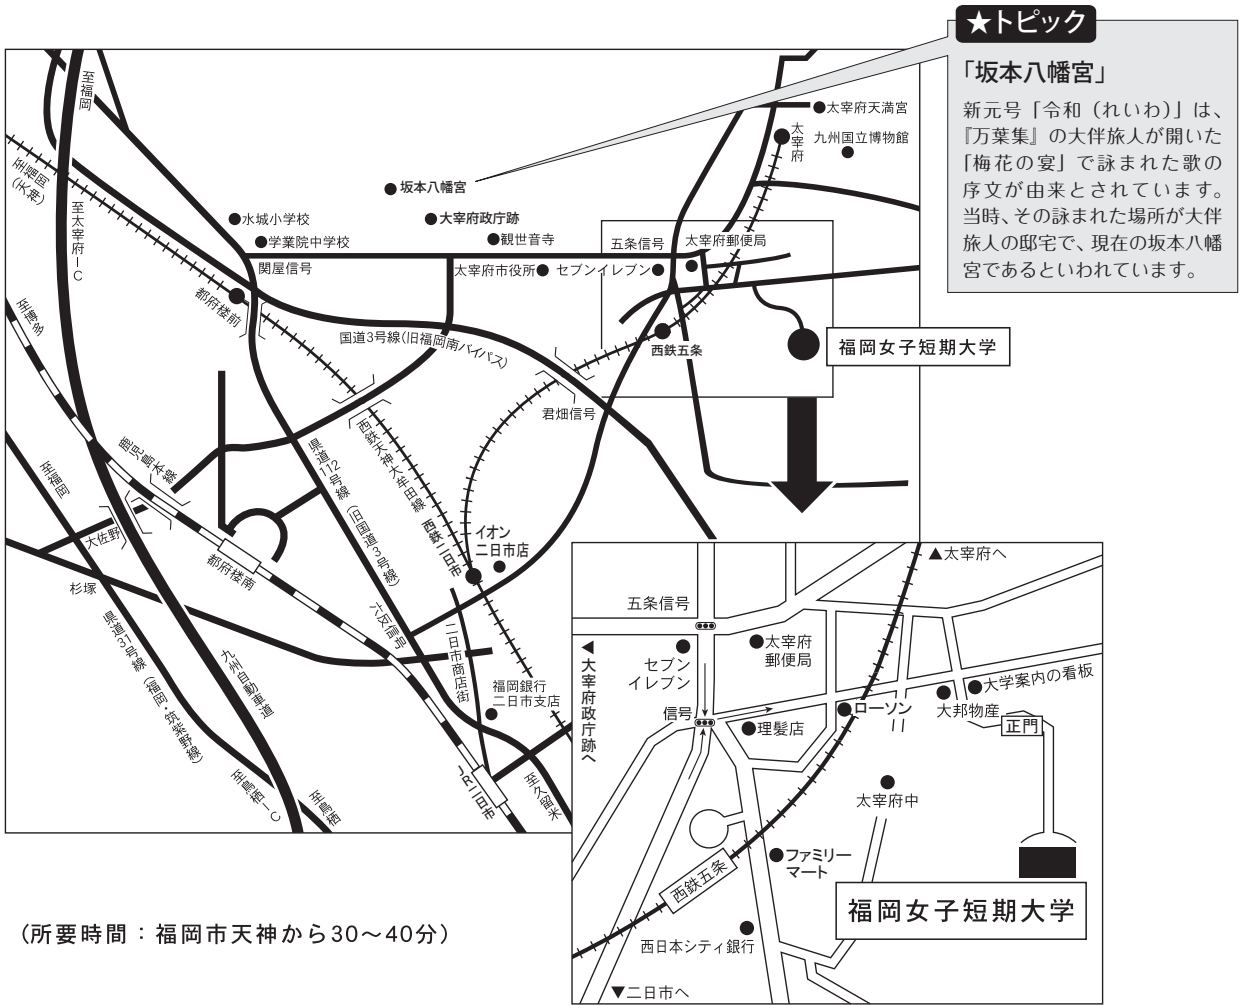 ★トピック
「坂本八幡宮」
新元号「令和（れいわ）」は、
『万葉集』の大伴旅人が開いた
「梅花の宴」で詠まれた歌の
序文が由来とされています。
当時、その詠まれた場所が大伴
旅人の邸宅で、現在の坂本八幡
宮であるといわれています。
至福岡
太宰府天満宮
太宰府
九州国立博物館
至福岡（天神）
坂本八幡宮
至太宰府IC
水城小学校
大宰府政庁跡
学業院中学校
観世音寺
五条信号
太宰府郵便局
関屋信号
太宰府市役所
セブンイレブン
都府楼前
至博多
国道3号線（旧福岡南バイパス）
西鉄五条
福岡女子短期大学
君畑信号
鹿児島本線
県道112号線（旧国道3号線）
西鉄天神大牟田線
至福岡
西鉄二日市
イオン
二日市店
大佐野
都府楼南
杉塚
県道31号線（福岡・筑紫野線）
六反信号
二日市商店街
九州自動車道
福岡銀行
二日市支店
JR二日市
至鳥栖IC
至鳥栖
至久留米
▲太宰府へ
五条信号
◀大宰府政庁跡へ
セブン
イレブン
太宰府
郵便局
大学案内の看板
信号
ローソン
大邦物産
理髪店
正門
太宰府中
ファミリー
マート
西鉄五条
福岡女子短期大学
西日本シティ銀行
▼二日市へ
（所要時間：福岡市天神から30〜40分）